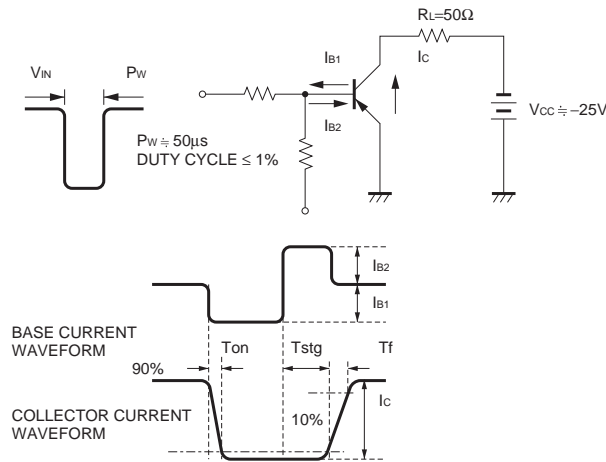 RL=50Ω
IB1
IC
VIN
PW
IB2
VCC ≒ −25V
PW ≒ 50µs
DUTY CYCLE ≤ 1%
IB2
IB1
BASE CURRENT
WAVEFORM
Ton
Tstg
Tf
90%
IC
10%
COLLECTOR CURRENT
WAVEFORM